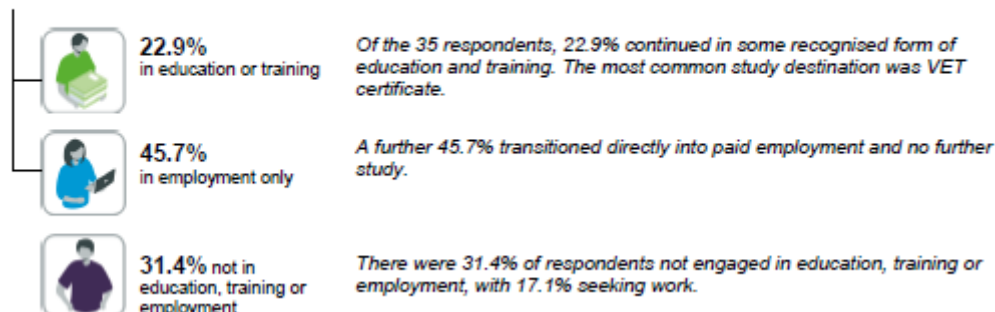 22.9%
in education or training
Of the 35 respondents, 22.9% continued in some recognised form of
education and training. The most common study destination was VET
certificate.
45.7%
in employment only
A further 45.7% transitioned directly into paid employment and no further
study.
31.4% not in
education, training or
employment
There were 31.4% of respondents not engaged in education, training or
employment, with 17.1% seeking work.